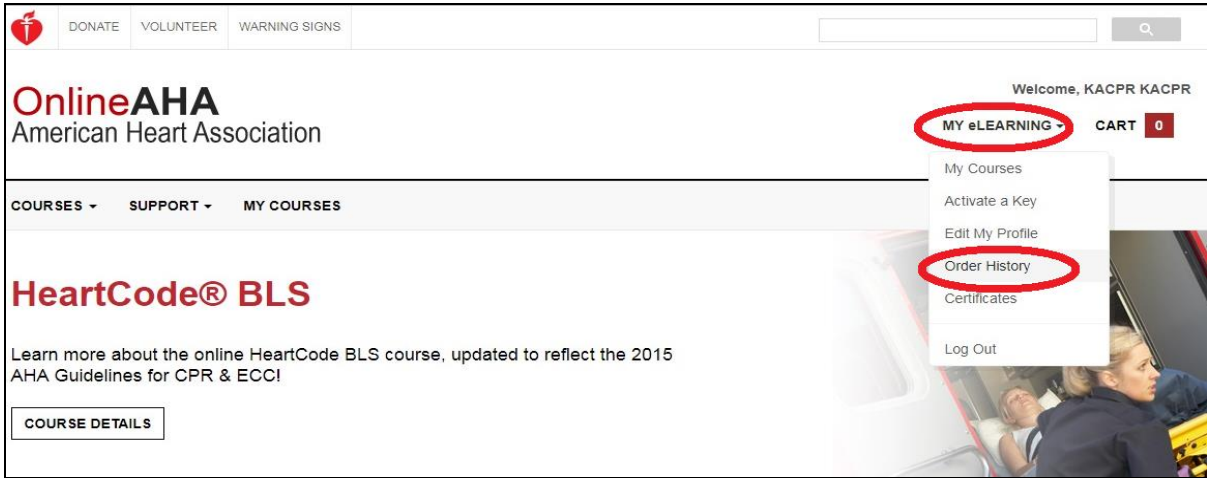 DONATE VOLUNTEER WARNING SIGNS
Welcome, KACPR KACPR
OnlineAHA
American Heart Association
MY eLEARNING CART 0
My Courses
Activate a Key
Edit My Profile
Order History
Certificates
Log Out
COURSES SUPPORT MY COURSES
HeartCode® BLS
Learn more about the online HeartCode BLS course, updated to reflect the 2015
AHA Guidelines for CPR & ECC!
COURSE DETAILS